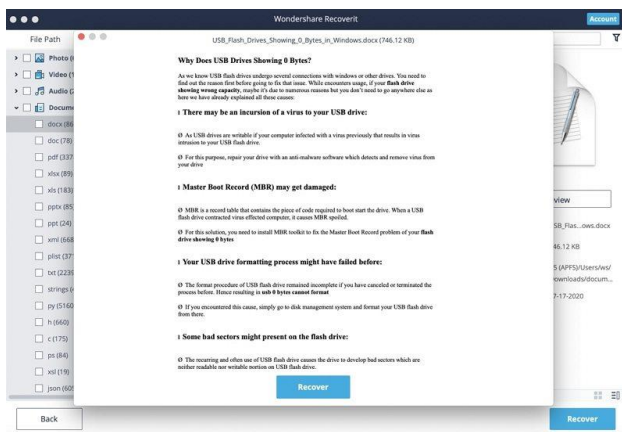 Wondershare Recoverit
Account
File Path
USB_Flash_Drives_Showing_0_Bytes_in_Windows.docx (746.12 KB)
Photo
Video
Audio
Docum
docx (86
doc (78)
pdf (337
xlsx (89)
xls (183)
pptx (85
ppt (24)
xml (668
plist (37
txt (2239
strings (
py (5160
h (660)
c (175)
ps (84)
xsl (19)
json (605
Why Does USB Drives Showing 0 Bytes?
As we know USB flash drives undergo several connections with windows or other drives. You need to
find out the reason first before going to fix that issue. While encounters usage, if your flash drive
showing wrong capacity, maybe it's due to numerous reasons but you don't need to go anywhere else as
here we have already explained all these causes:
There may be an incursion of a virus to your USB drive:
Ø As USB drives are writable if your computer infected with a virus previously that results in virus
intrusion to your USB flash drive.
Ø For this purpose, repair your drive with an anti-malware software which detects and remove virus from
your drive
Master Boot Record (MBR) may get damaged:
Ø MBR is a record table that contains the piece of code required to boot start the drive. When a USB
flash drive contracted virus effected computer, it causes MBR spoiled.
Ø For this solution, you need to install MBR toolkit to fix the Master Boot Record problem of your flash
drive showing 0 bytes
Your USB drive formatting process might have failed before:
Ø The format procedure of USB flash drive remained incomplete if you have canceled or terminated the
process before. Hence resulting in usb 0 bytes cannot format
Ø If you encountered this cause, simply go to disk management system and format your USB flash drive
from there.
Some bad sectors might present on the flash drive:
Ø The recurring and often use of USB flash drive causes the drive to develop bad sectors which are
neither readable nor writable portion on USB flash drive.
Recover
view
SB_Flas...ows.docx
46.12 KB
5 (APFS)/Users/ws/
ownloads/docum...
7-17-2020
Back
Recover